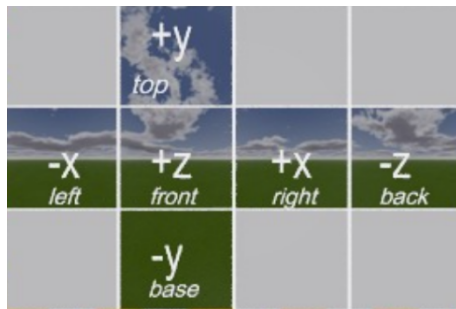 +y
top
-x
left
+z
front
+x
right
-z
back
-y
base